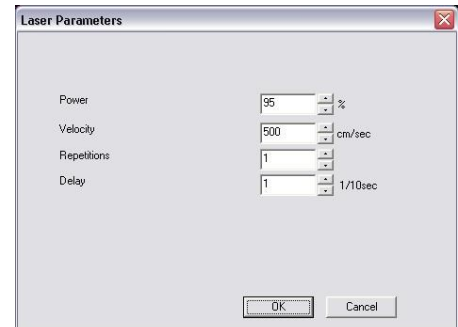 Laser Parameters
Power 95 %
Velocity 500 cm/sec
Repetitions 1
Delay 1 1/10sec
OK Cancel